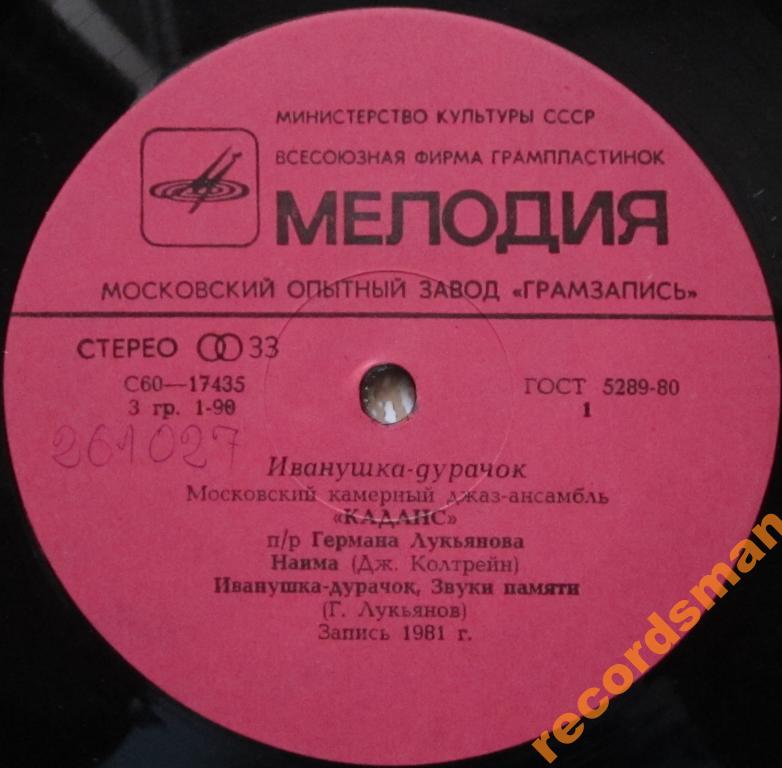 МИНИСТЕРСТВО КУЛЬТУРЫ СССР
ВСЕСОЮЗНАЯ ФИРМА ГРАМПЛАСТИНОК
МЕЛОДИЯ
МОСКОВСКИЙ ОПЫТНЫЙ ЗАВОД «ГРАМЗАПИСЬ»
СТЕРЕО 33
С60—17435
ГОСТ 5289-80
3 гр. 1-90
1
261027
Иванушка-дурачок
Московский камерный джаз-ансамбль
«КАДАНС»
п/р Германа Лукьянова
Наима (Дж. Колтрейн)
Иванушка-дурачок, Звуки памяти
(Г. Лукьянов)
Запись 1981 г.
recordsman